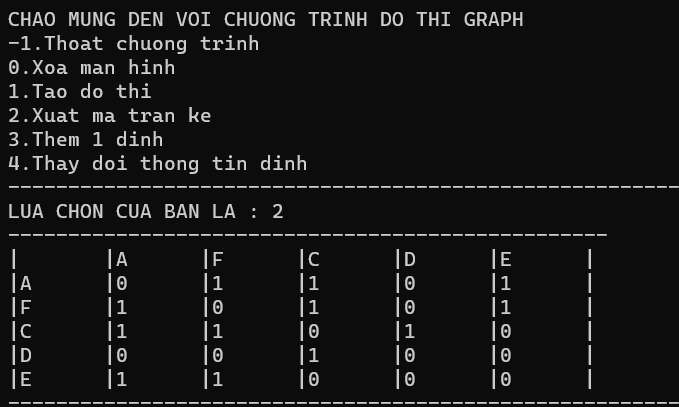 CHAO MUNG DEN VOI CHUONG TRINH DO THI GRAPH
-1.Thoat chuong trinh
0.Xoa man hinh
1.Tao do thi
2.Xuat ma tran ke
3.Them 1 dinh
4.Thay doi thong tin dinh
--------------------------------------------------------
LUA CHON CUA BAN LA : 2
--------------------------------------------------
|	|A	|F	|C	|D	|E	|
|A	|0	|1	|1	|0	|1	|
|F	|1	|0	|1	|0	|1	|
|C	|1	|1	|0	|1	|0	|
|D	|0	|0	|1	|0	|0	|
|E	|1	|1	|0	|0	|0	|
--------------------------------------------------------